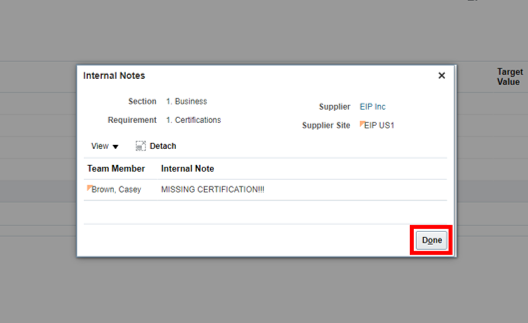 Internal Notes
Target
Value
Section 1. Business
Supplier EIP Inc
Requirement 1. Certifications
Supplier Site EIP US1
View Detach
Team Member Internal Note
Brown, Casey MISSING CERTIFICATION!!!
Done